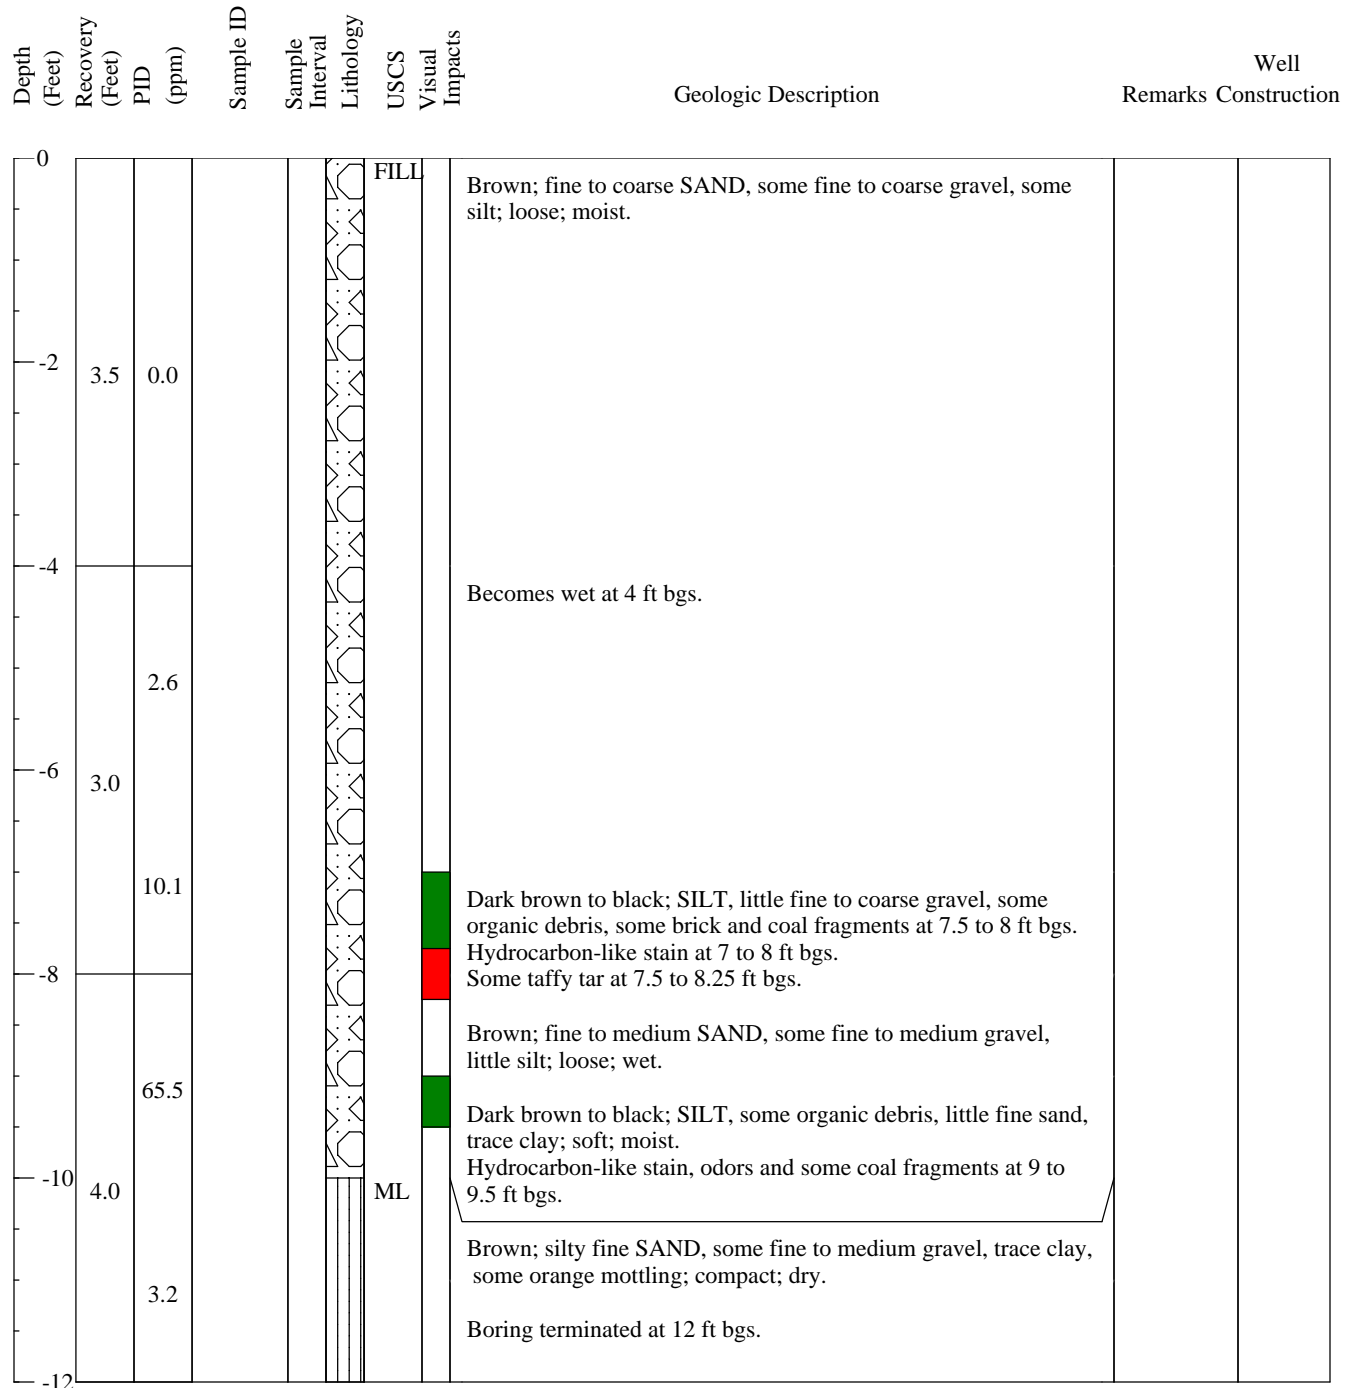 Depth
(Feet)
Recovery
(Feet)
PID
(ppm)
Sample ID
Sample
Interval
Lithology
USCS
Visual
Impacts
Geologic Description
Remarks
Well
Construction
0
FILL
Brown; fine to coarse SAND, some fine to coarse gravel, some
silt; loose; moist.
-2
3.5
0.0
-4
Becomes wet at 4 ft bgs.
2.6
-6
3.0
10.1
Dark brown to black; SILT, little fine to coarse gravel, some
organic debris, some brick and coal fragments at 7.5 to 8 ft bgs.
Hydrocarbon-like stain at 7 to 8 ft bgs.
-8
Some taffy tar at 7.5 to 8.25 ft bgs.
Brown; fine to medium SAND, some fine to medium gravel,
little silt; loose; wet.
65.5
Dark brown to black; SILT, some organic debris, little fine sand,
trace clay; soft; moist.
Hydrocarbon-like stain, odors and some coal fragments at 9 to
9.5 ft bgs.
-10
4.0
ML
Brown; silty fine SAND, some fine to medium gravel, trace clay,
some orange mottling; compact; dry.
3.2
Boring terminated at 12 ft bgs.
-12